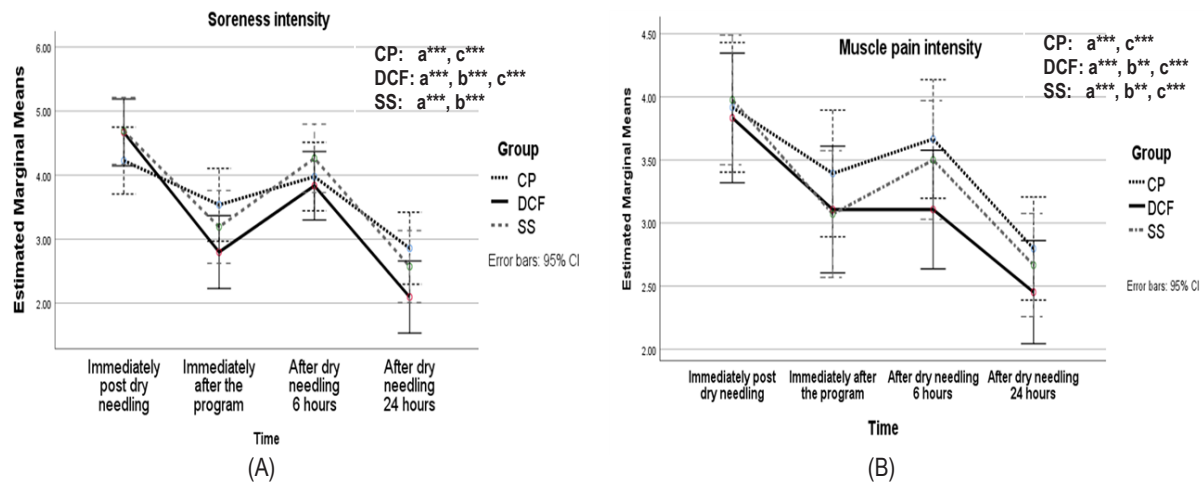 Soreness intensity
CP: a***, c***
DCF: a***, b***, c***
SS: a***, b***
Estimated Marginal Means
6.00
5.00
4.00
3.00
2.00
Group
CP
DCF
SS
Error bars: 95% CI
Immediately
post dry
needling
Immediately
after the
program
After dry
needling
6 hours
After dry
needling
24 hours
Time
(A)
Muscle pain intensity
CP: a***, c***
DCF: a***, b**, c***
SS: a***, b**, c***
Estimated Marginal Means
4.50
4.00
3.50
3.00
2.50
2.00
Group
CP
DCF
SS
Error bars: 95% CI
Immediately post
dry needling
Immediately after
the program
After dry needling
6 hours
After dry needling
24 hours
Time
(B)